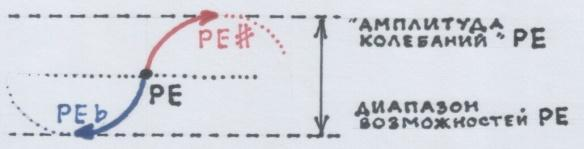 "АМПЛИТУДА
КОЛЕБАНИЙ" РЕ
РЕ#
РЕ
РЕb
ДИАПАЗОН
ВОЗМОЖНОСТЕЙ РЕ